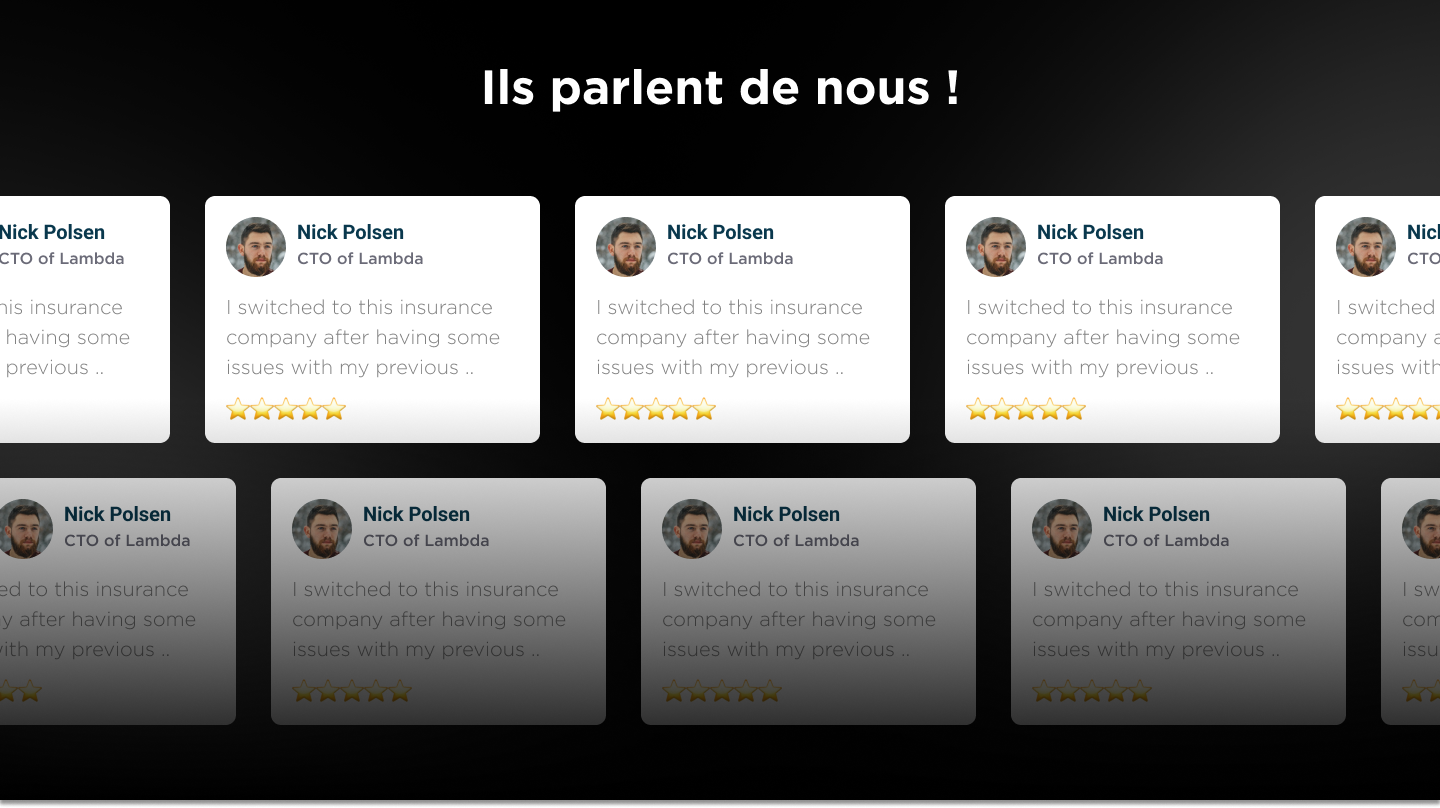 Ils parlent de nous !
Nick Polsen
CTO of Lambda
his insurance
having some
previous ..
Nick Polsen
CTO of Lambda
I switched to this insurance
company after having some
issues with my previous ..
Nick Polsen
CTO of Lambda
I switched to this insurance
company after having some
issues with my previous ..
Nick Polsen
CTO of Lambda
I switched to this insurance
company after having some
issues with my previous ..
Nick
CTO
I switched
company a
issues with
Nick Polsen
CTO of Lambda
ed to this insurance
y after having some
with my previous ..
Nick Polsen
CTO of Lambda
I switched to this insurance
company after having some
issues with my previous ..
Nick Polsen
CTO of Lambda
I switched to this insurance
company after having some
issues with my previous ..
Nick Polsen
CTO of Lambda
I switched to this insurance
company after having some
issues with my previous ..
I sw
com
issu